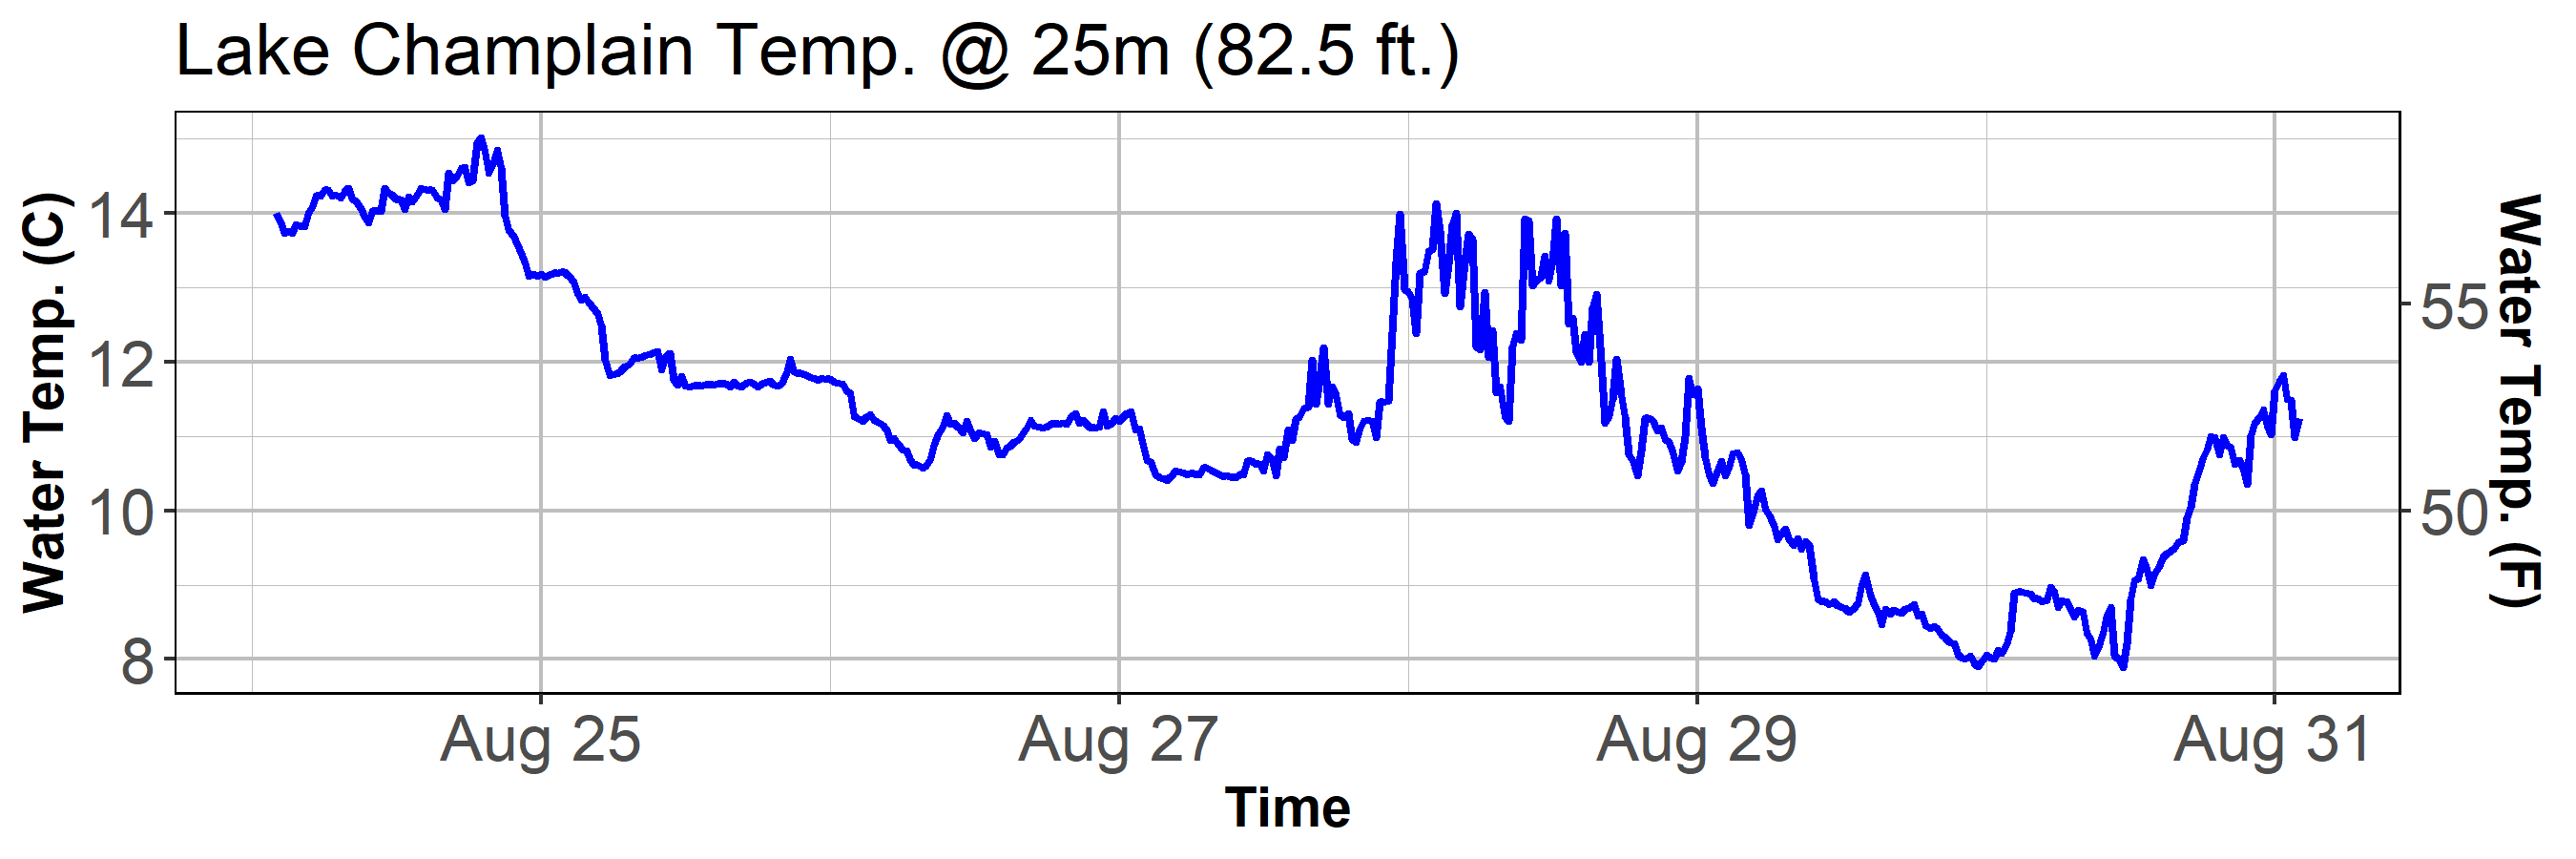 Lake Champlain Temp. @ 25m (82.5 ft.)
Water Temp. (C)
14
12
10
8
55
50
Water Temp. (F)
Aug 25
Aug 27
Aug 29
Aug 31
Time